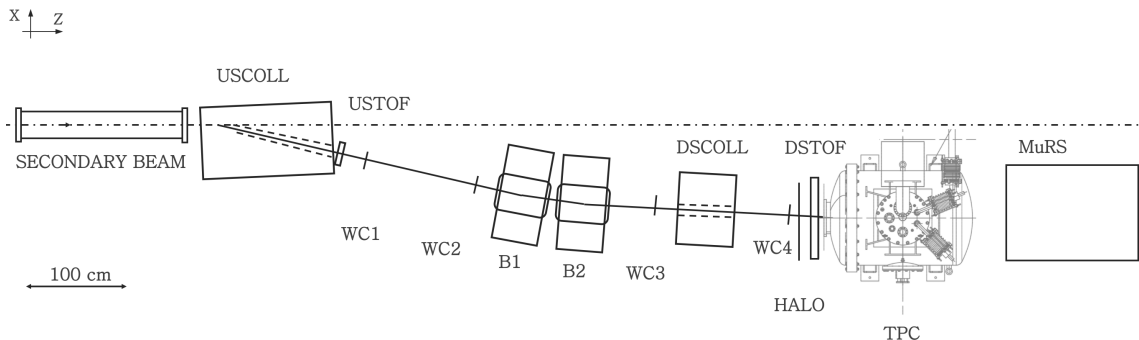 X
Z
USCOLL
USTOF
SECONDARY BEAM
DSCOLL
DSTOF
MuRS
WC1
WC2
B1
B2
WC3
WC4
100 cm
HALO
TPC